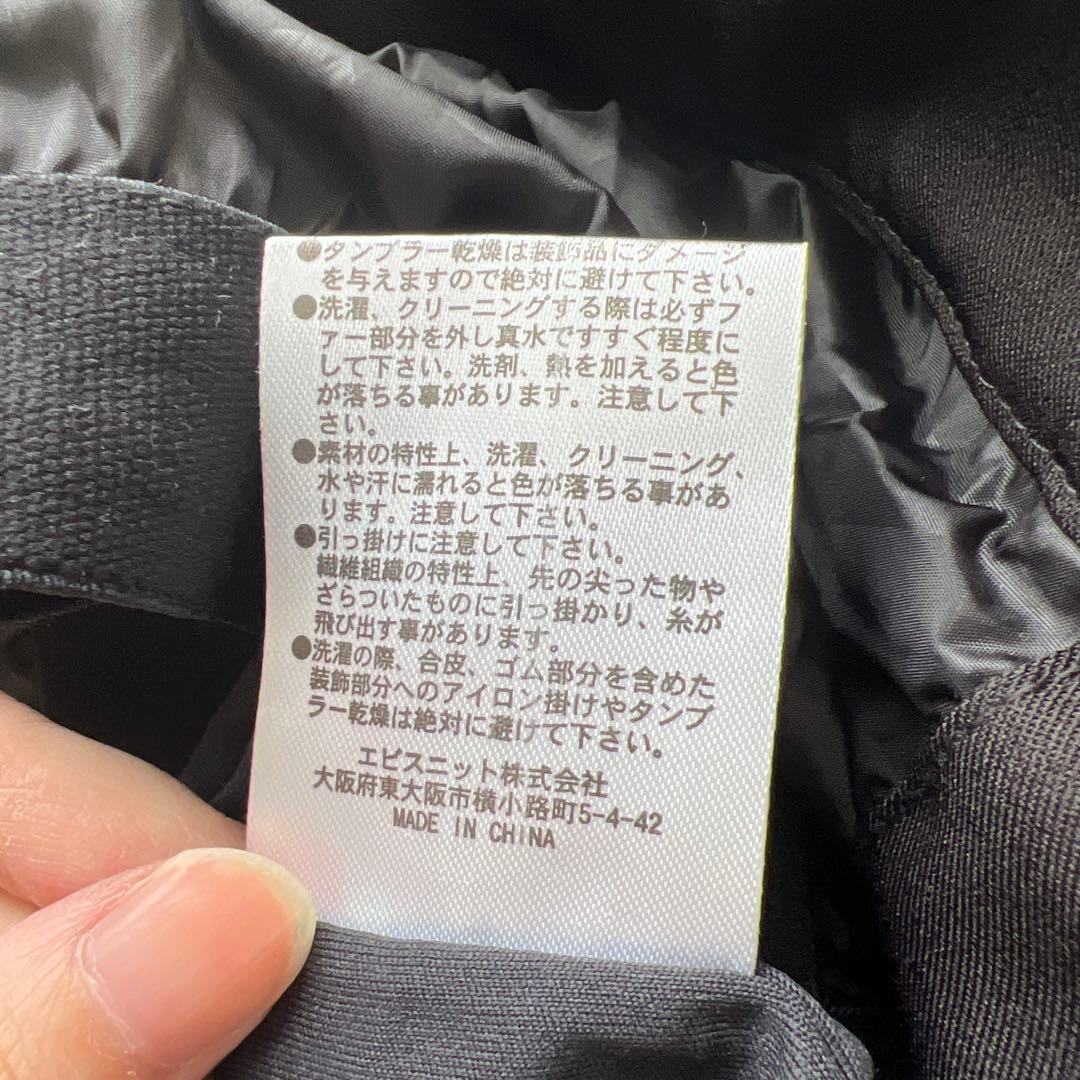 ●タンブラー乾燥は装飾品にダメージ
を与えますので絶対に避けて下さい。
●洗濯、クリーニングする際は必ずフ
ァー部分を外し真水ですすぐ程度に
して下さい。洗剤、熱を加えると色
が落ちる事があります。注意して下
さい。
●素材の特性上、洗濯、クリーニング、
水や汗に濡れると色が落ちる事があ
ります。注意して下さい。
●引っ掛けに注意して下さい。
繊維組織の特性上、先の尖った物や
ざらついたものに引っ掛かり、糸が
飛び出す事があります。
●洗濯の際、合皮、ゴム部分を含めた
装飾部分へのアイロン掛けやタンブ
ラー乾燥は絶対に避けて下さい。
エビスニット株式会社
大阪府東大阪市横小路町5-4-42
MADE IN CHINA